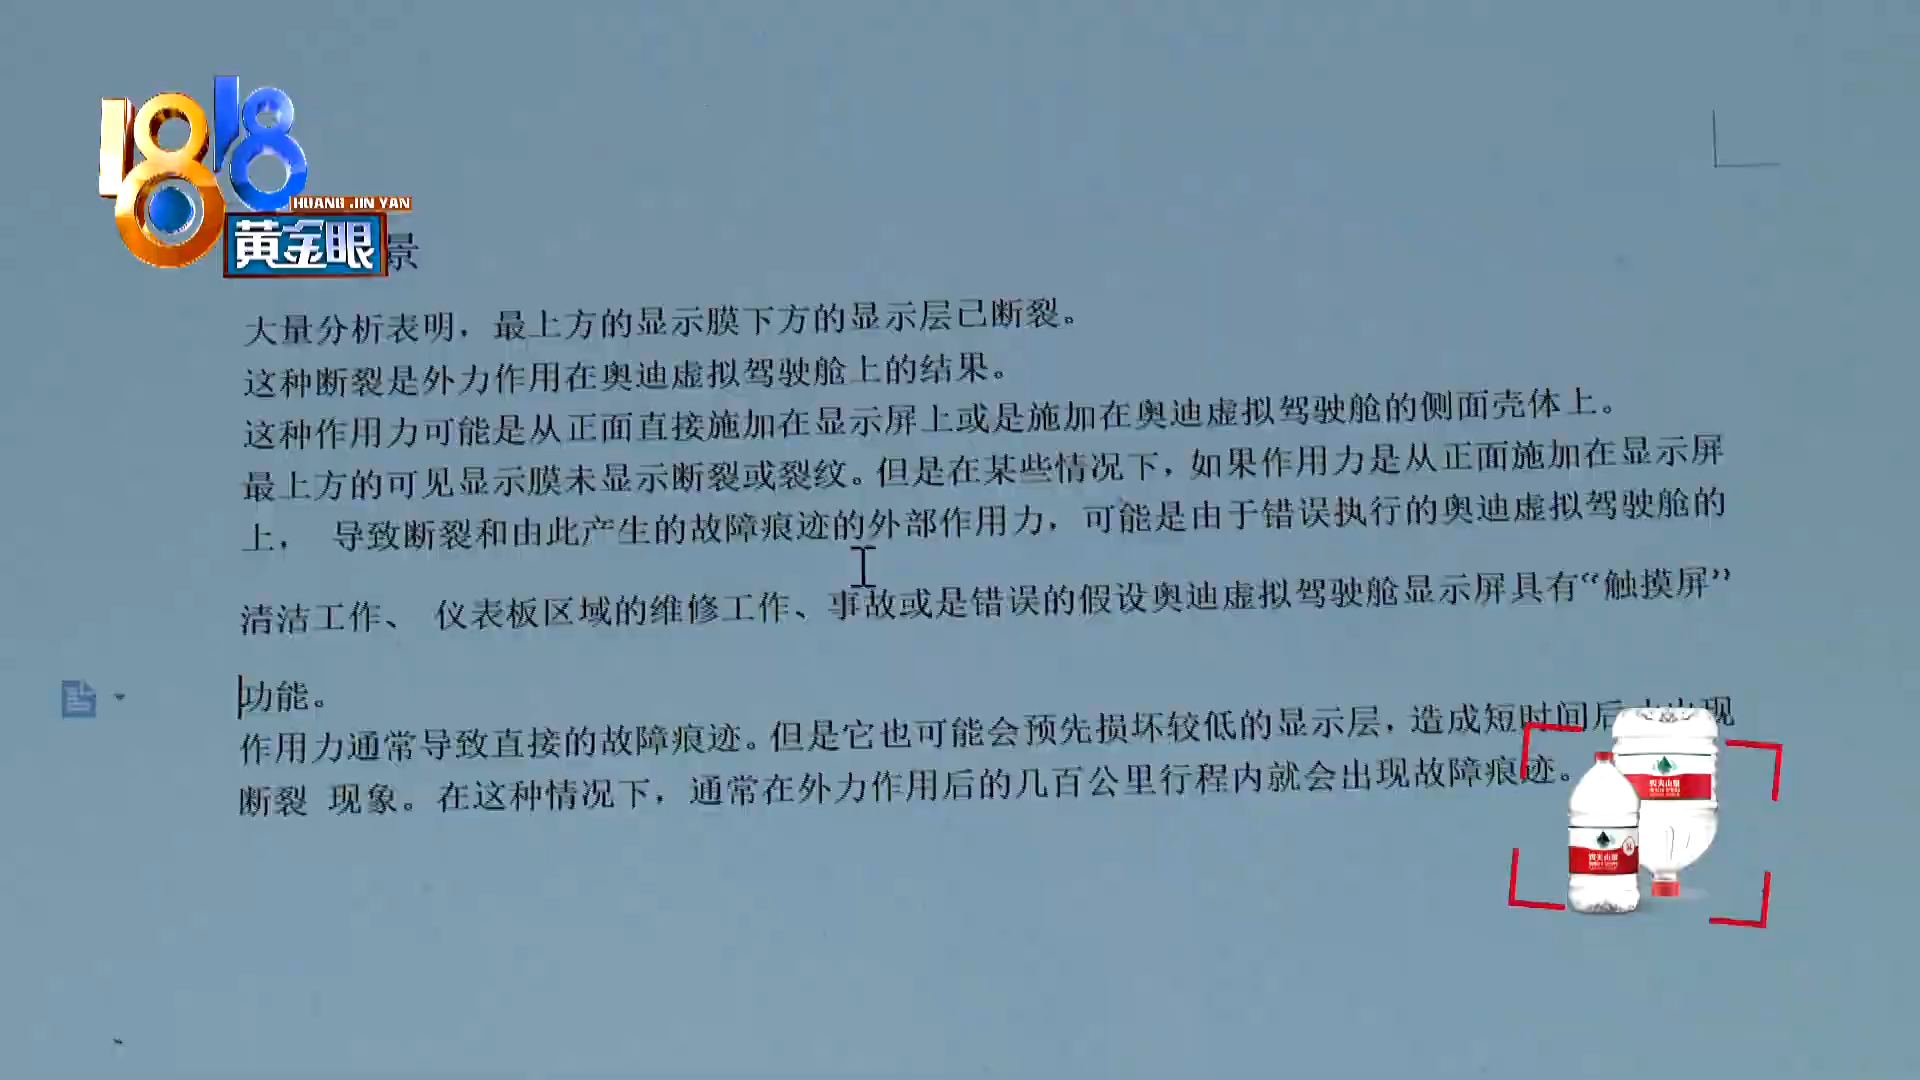 1818
HUANG JIN YAN
黄金眼
景
大量分析表明，最上方的显示膜下方的显示层已断裂。
这种断裂是外力作用在奥迪虚拟驾驶舱上的结果。
这种作用力可能是从正面直接施加在显示屏上或是施加在奥迪虚拟驾驶舱的侧面壳体上。
最上方的可见显示膜未显示断裂或裂纹。但是在某些情况下，如果作用力是从正面施加在显示屏
上， 导致断裂和由此产生的故障痕迹的外部作用力，可能是由于错误执行的奥迪虚拟驾驶舱的
清洁工作、 仪表板区域的维修工作、事故或是错误的假设奥迪虚拟驾驶舱显示屏具有“触摸屏”
功能。
作用力通常导致直接的故障痕迹。但是它也可能会预先损坏较低的显示层，造成短时间后才出现
断裂 现象。在这种情况下，通常在外力作用后的几百公里行程内就会出现故障痕迹。
农夫山泉
农夫山泉